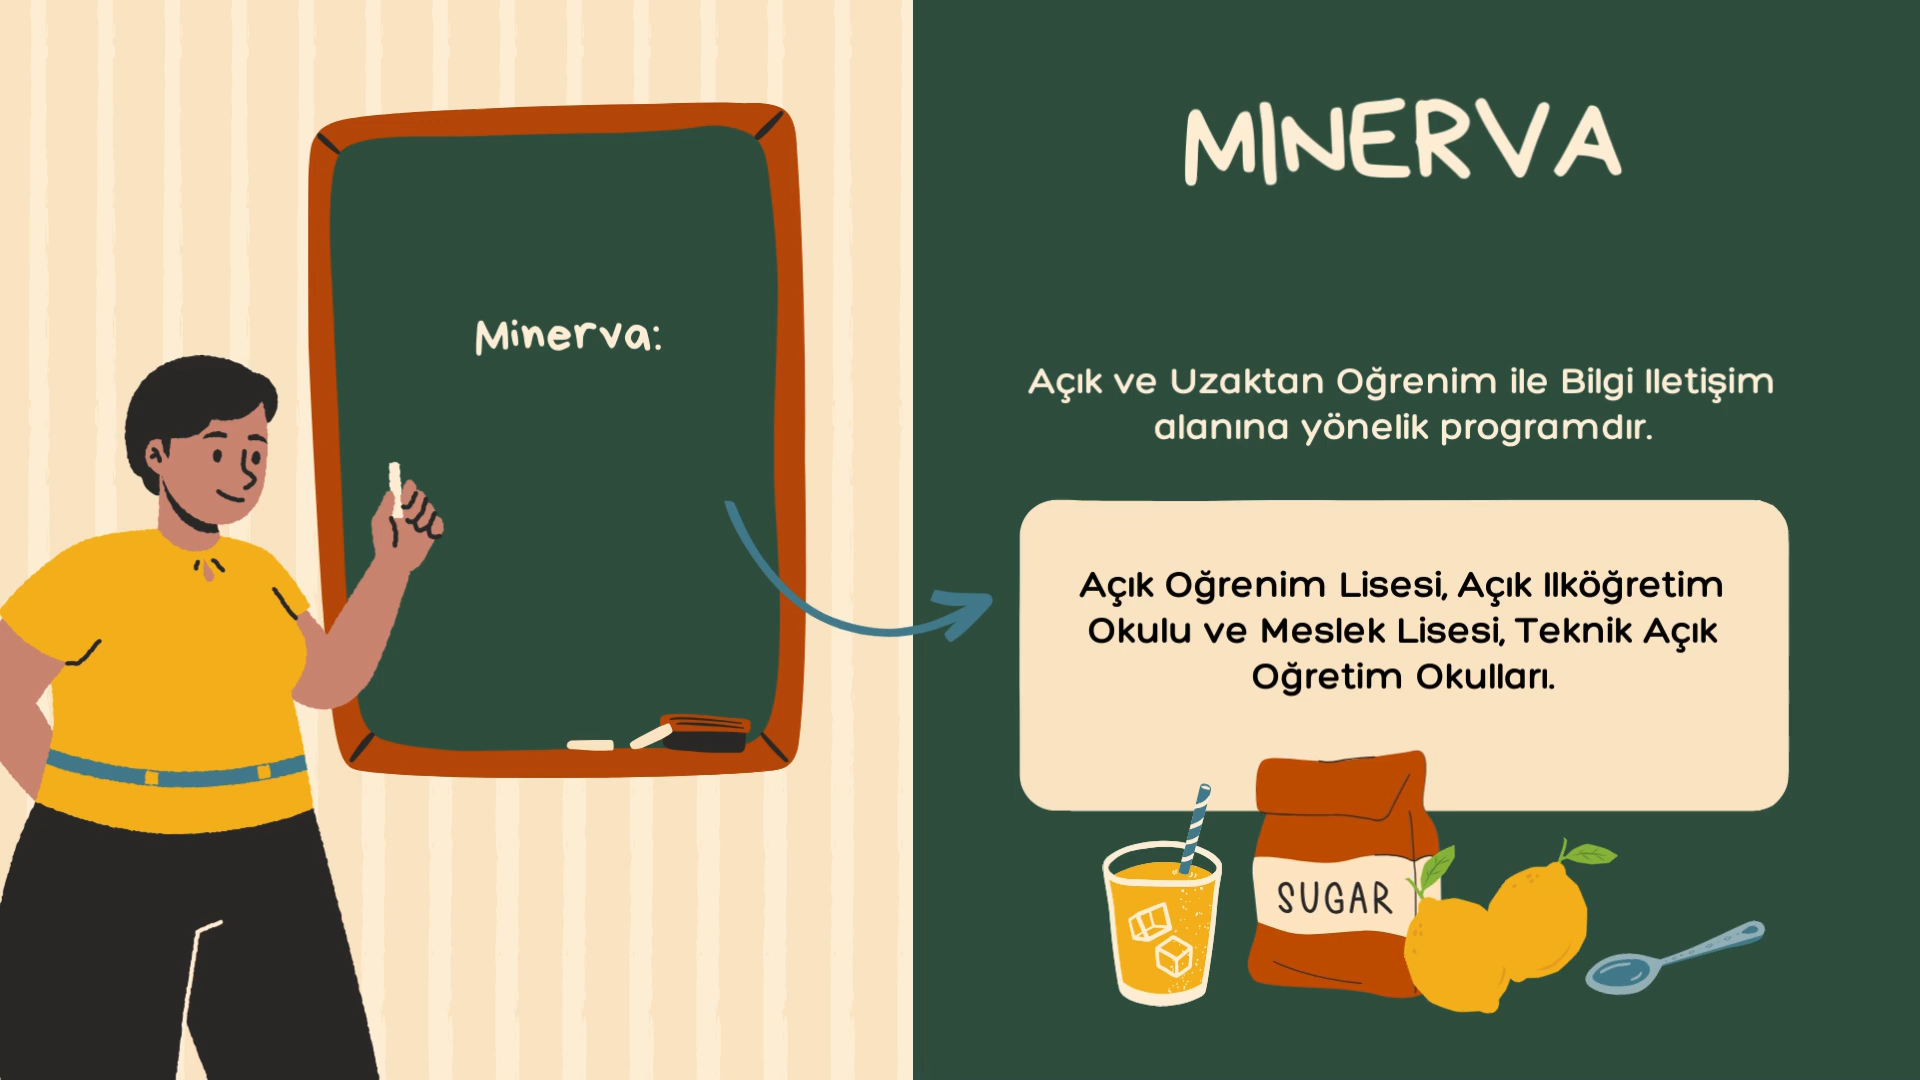 Minerva:
MINERVA
Açık ve Uzaktan Oğrenim ile Bilgi Iletişim
alanına yönelik programdır.
Açık Oğrenim Lisesi, Açık Ilköğretim
Okulu ve Meslek Lisesi, Teknik Açık
Oğretim Okulları.
SUGAR